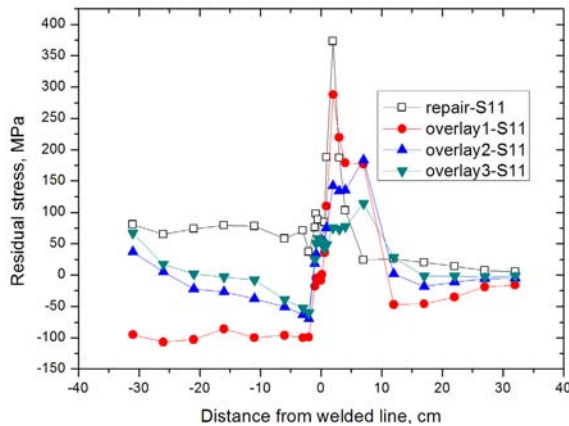 400
350
300
250
200
150
100
50
0
-50
-100
-150
Residual stress, MPa
repair-S11
overlay1-S11
overlay2-S11
overlay3-S11
-40 -30 -20 -10 0 10 20 30 40
Distance from welded line, cm